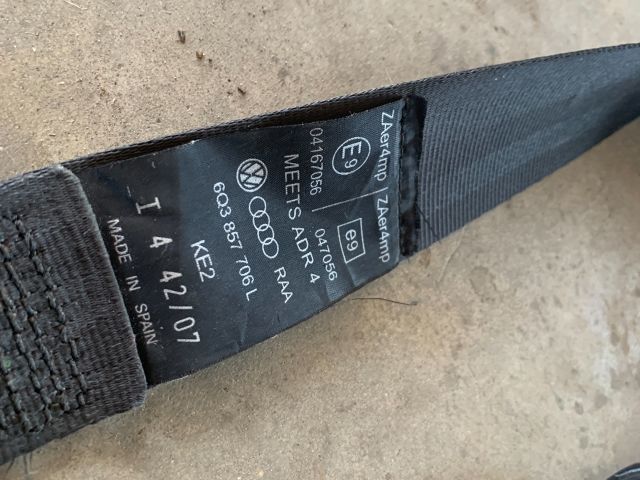 ZAer4mp | ZAer4mp
E9 e9
04167056 047056
MEETS ADR 4
RAA
6Q3 857 706 L
KE2
I 4 42/07
MADE IN SPAIN